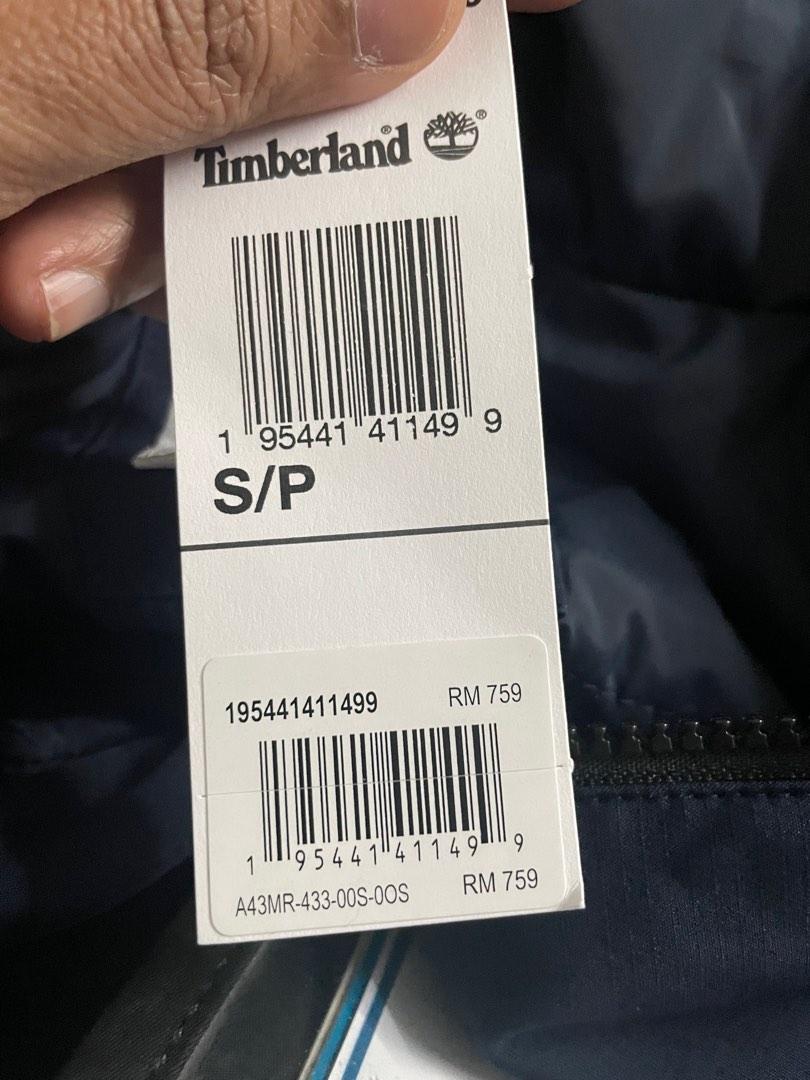 Timberland®®
1 95441 41149 9
S/P
195441411499 RM 759
1 95441 41149 9
A43MR-433-00S-0OS RM 759